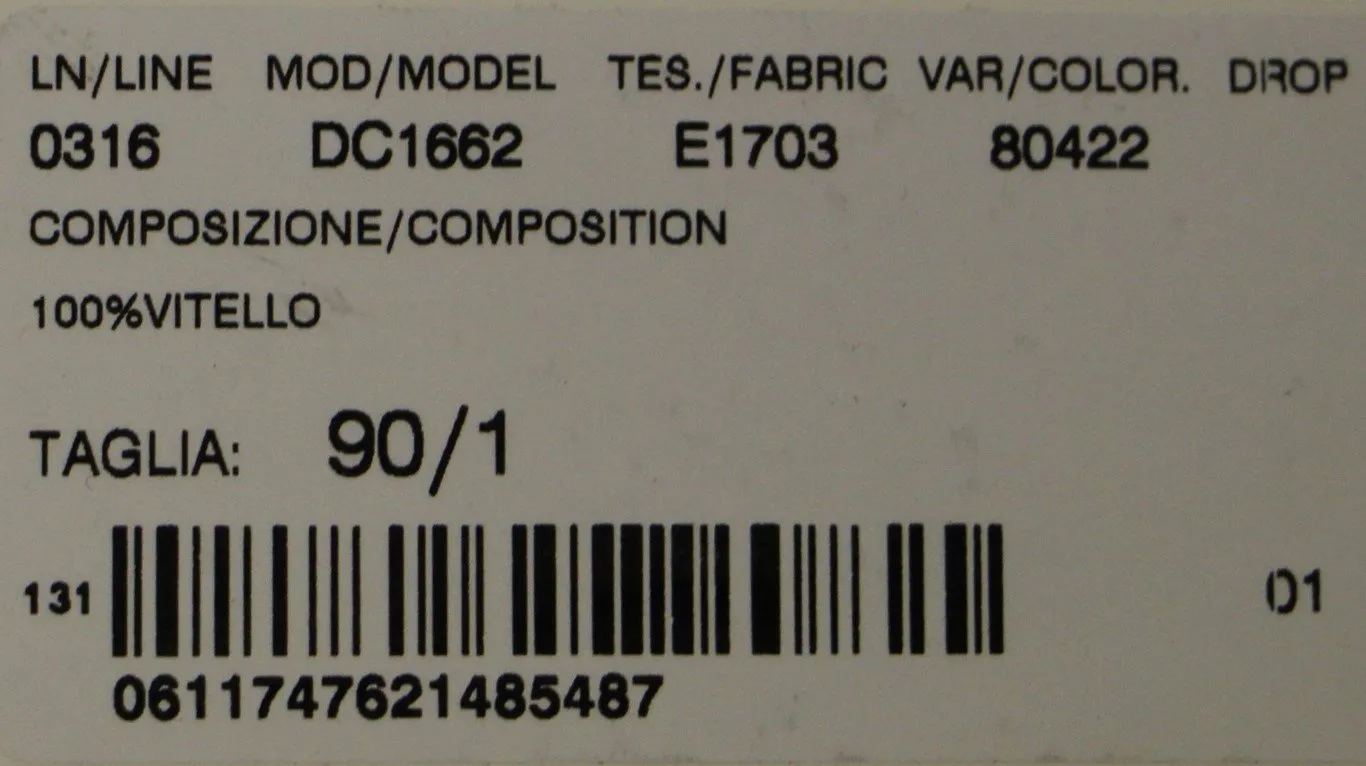 LN/LINE MOD/MODEL TES./FABRIC VAR/COLOR. DROP
0316 DC1662 E1703 80422
COMPOSIZIONE/COMPOSITION
100%VITELLO
TAGLIA: 90/1
131 01
0611747621485487